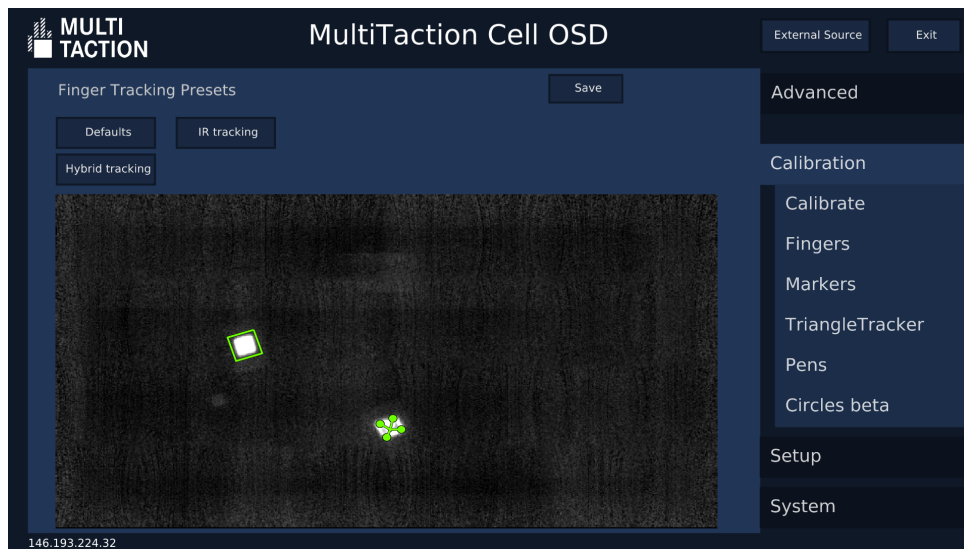 MULTI
TACTION
MultiTaction Cell OSD
External Source
Exit
Finger Tracking Presets
Save
Defaults
IR tracking
Hybrid tracking
Advanced
Calibration
Calibrate
Fingers
Markers
TriangleTracker
Pens
Circles beta
Setup
System
146.193.224.32